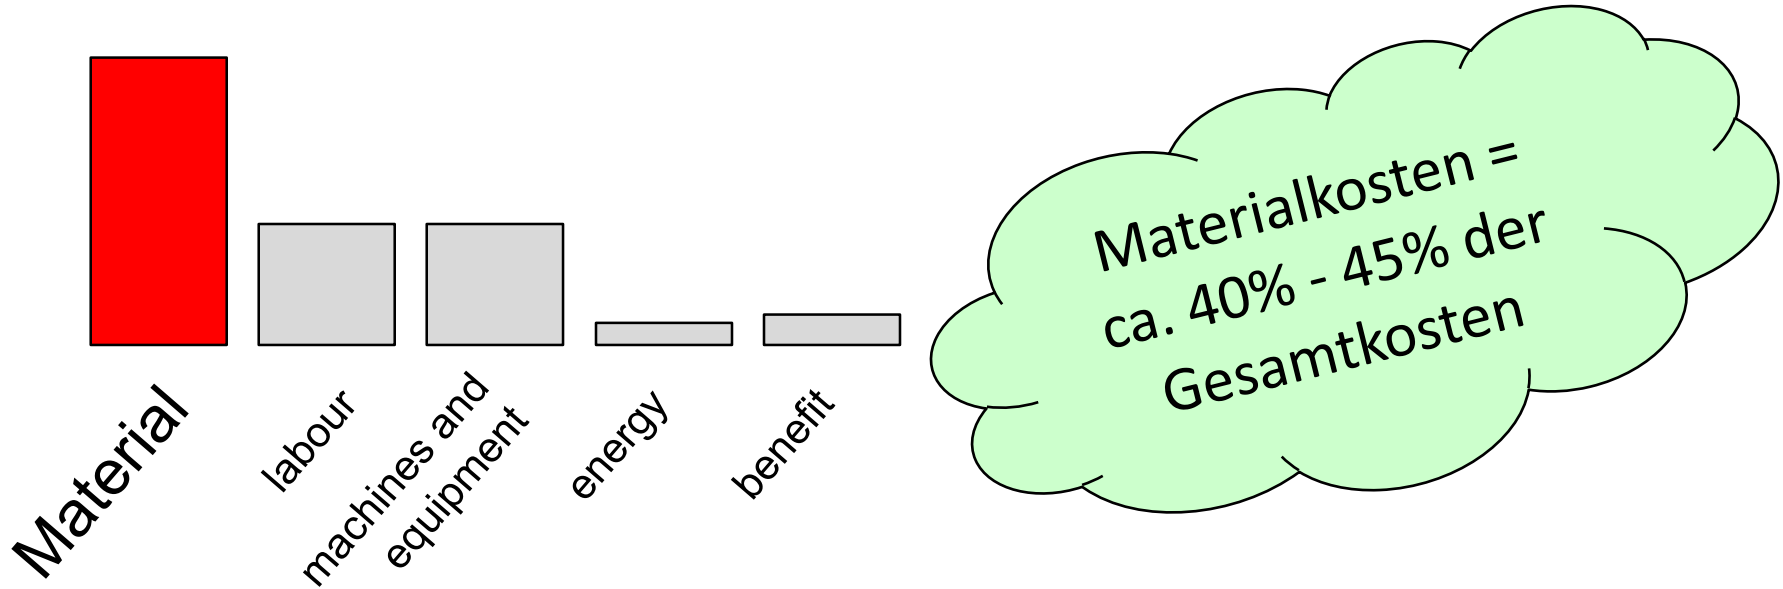 Material
labour
machines and
equipment
energy
benefit
Materialkosten =
ca. 40% - 45% der
Gesamtkosten